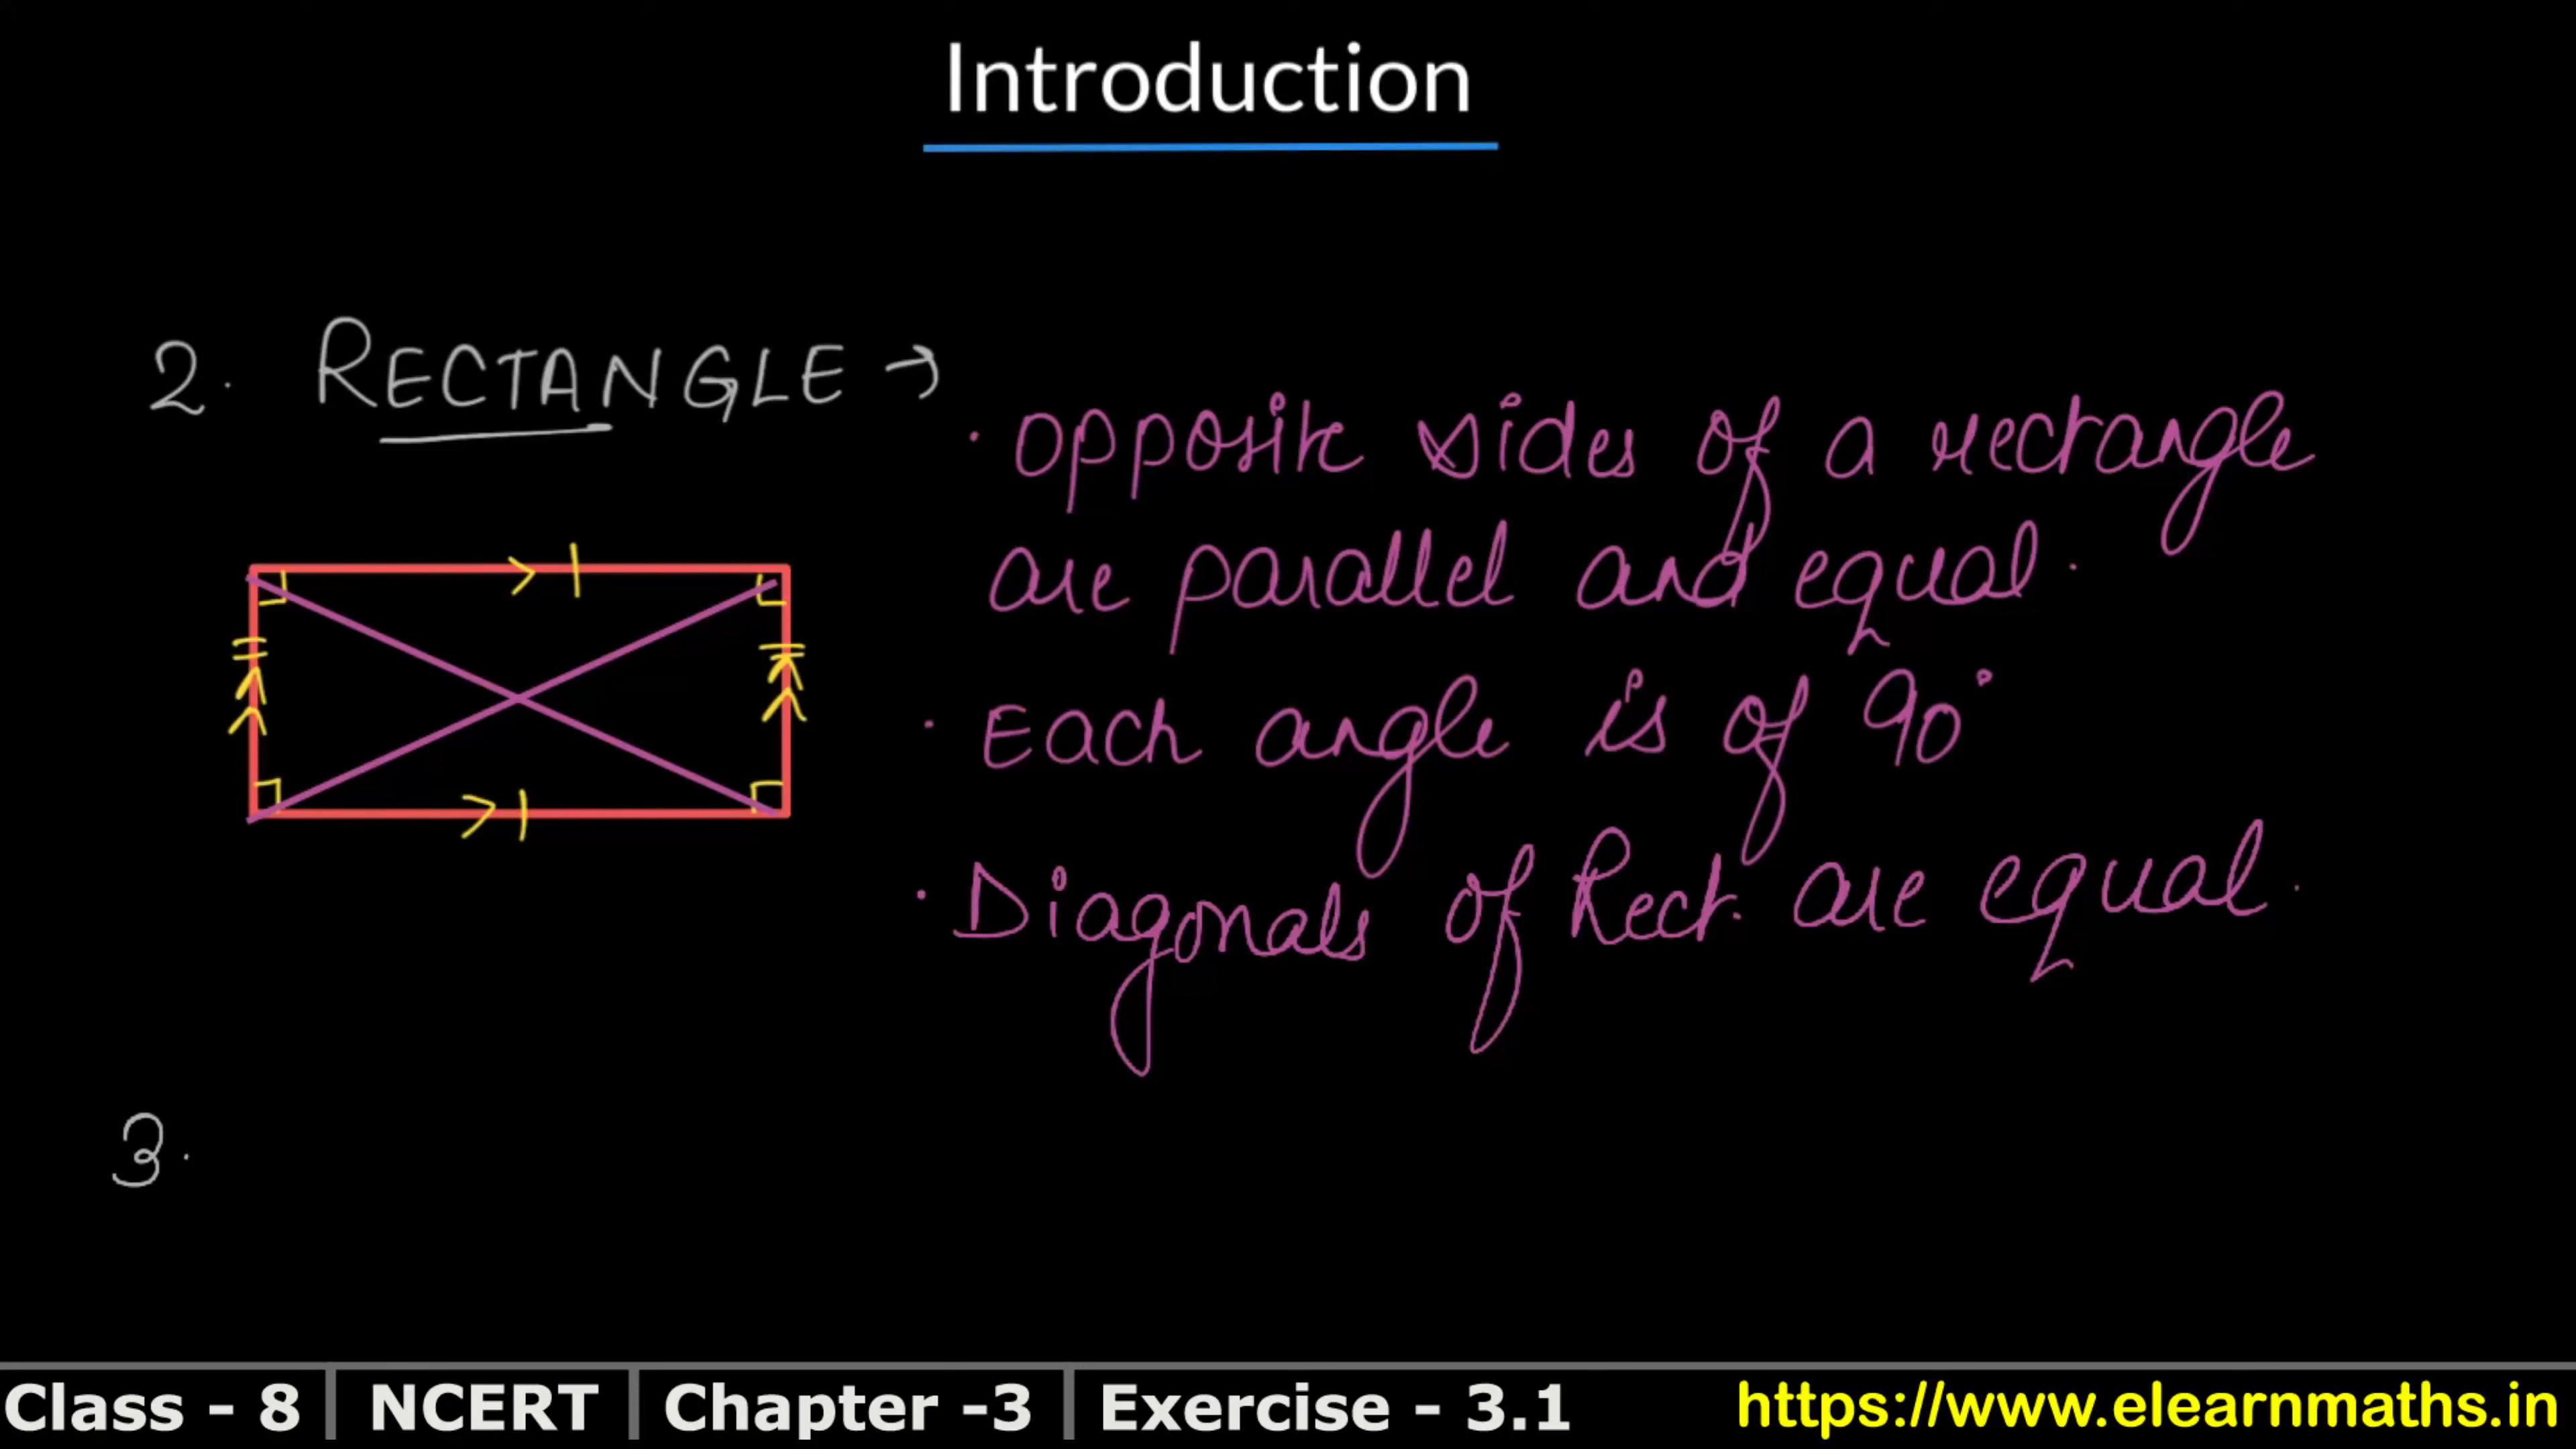 Introduction
2. RECTANGLE →
· opposite sides of a rectangle
are parallel and equal.
· Each angle is of 90°
· Diagonals of Rect. are equal.
3.
Class - 8 | NCERT | Chapter -3 | Exercise - 3.1 https://www.elearnmaths.in